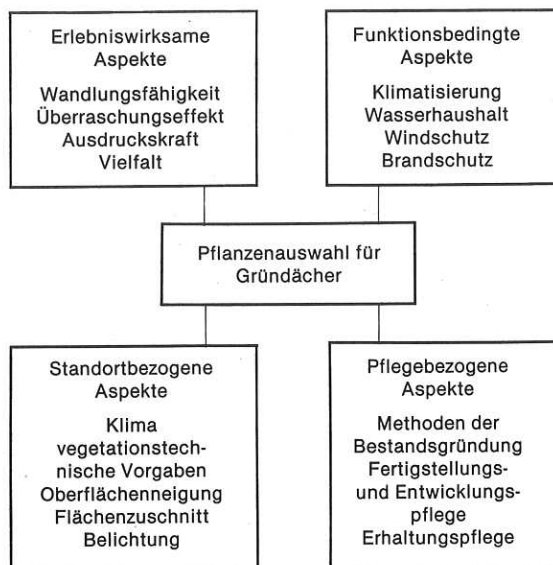 Erlebniswirksame
Aspekte
Wandlungsfähigkeit
Überraschungseffekt
Ausdruckskraft
Vielfalt
Funktionsbedingte
Aspekte
Klimatisierung
Wasserhaushalt
Windschutz
Brandschutz
Pflanzenauswahl für
Gründächer
Standortbezogene
Aspekte
Klima
vegetationstech-
nische Vorgaben
Oberflächenneigung
Flächenzuschnitt
Belichtung
Pflegebezogene
Aspekte
Methoden der
Bestandsgründung
Fertigstellungs-
und Entwicklungs-
pflege
Erhaltungspflege